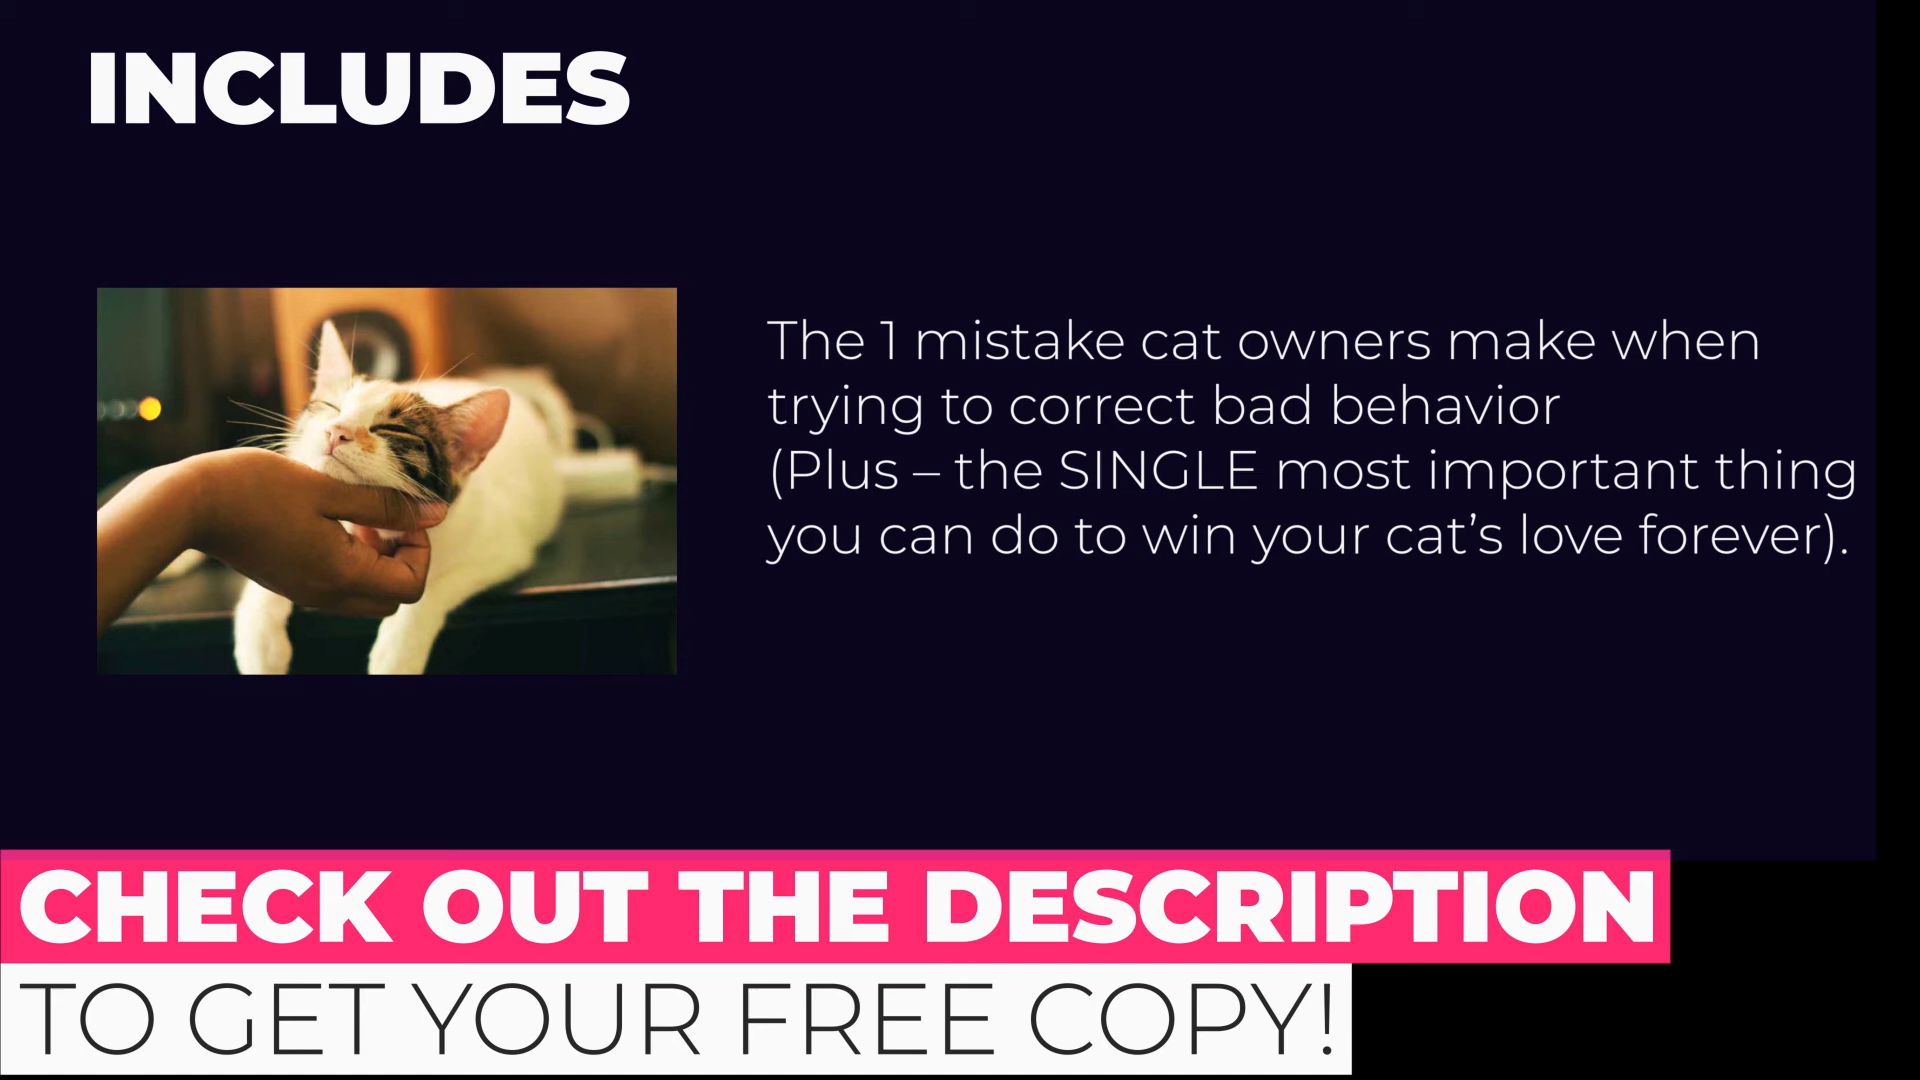 INCLUDES
The 1 mistake cat owners make when
trying to correct bad behavior
(Plus – the SINGLE most important thing
you can do to win your cat’s love forever).
CHECK OUT THE DESCRIPTION
TO GET YOUR FREE COPY!